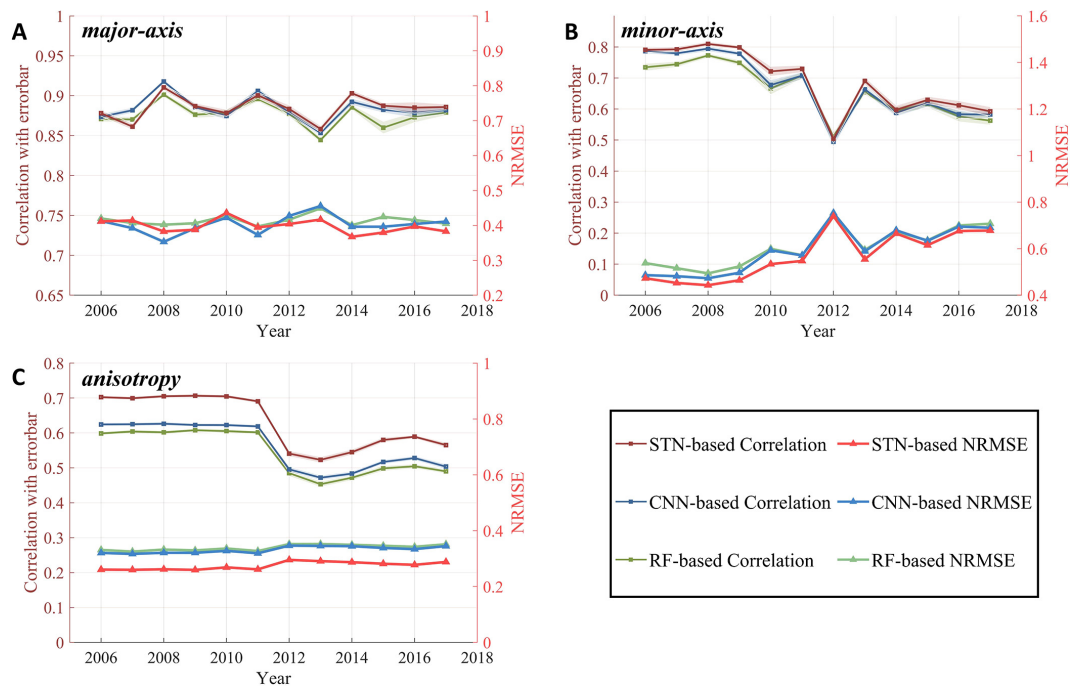 A
major-axis
1
0.95
0.9
0.85
0.8
0.75
0.7
0.65
Correlation with errorbar
1
0.9
0.8
0.7
0.6
0.5
0.4
0.3
0.2
NRMSE
2006 2008 2010 2012 2014 2016 2018
Year
B
minor-axis
0.8
0.7
0.6
0.5
0.4
0.3
0.2
0.1
0
Correlation with errorbar
1.6
1.4
1.2
1
0.8
0.6
0.4
NRMSE
2006 2008 2010 2012 2014 2016 2018
Year
C
anisotropy
0.8
0.7
0.6
0.5
0.4
0.3
0.2
0.1
0
Correlation with errorbar
1
0.8
0.6
0.4
0.2
0
NRMSE
2006 2008 2010 2012 2014 2016 2018
Year
STN-based Correlation STN-based NRMSE
CNN-based Correlation CNN-based NRMSE
RF-based Correlation RF-based NRMSE